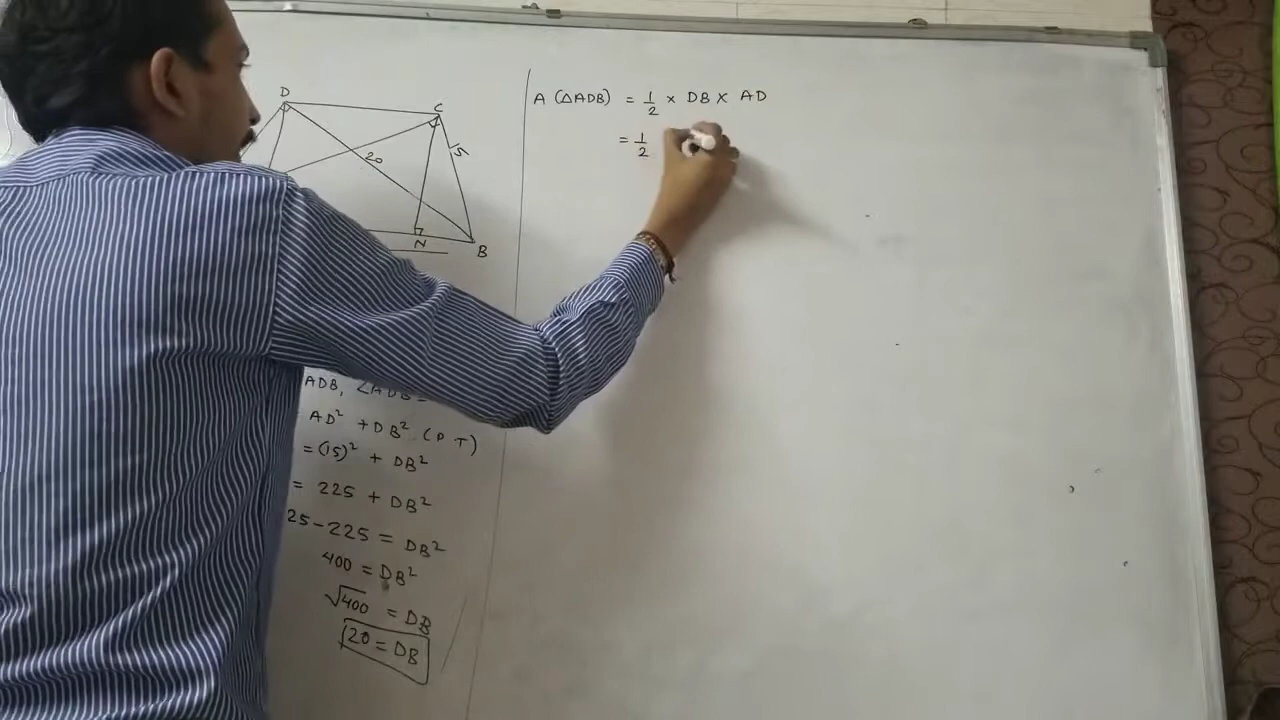 D
C
20
15
N
B
ADB, ∠ADB =
AD² + DB² (P T)
= (15)² + DB²
= 225 + DB²
25 - 225 = DB²
400 = DB²
√400 = DB
20 = DB
A (△ADB) = 1/2 × DB × AD
= 1/2